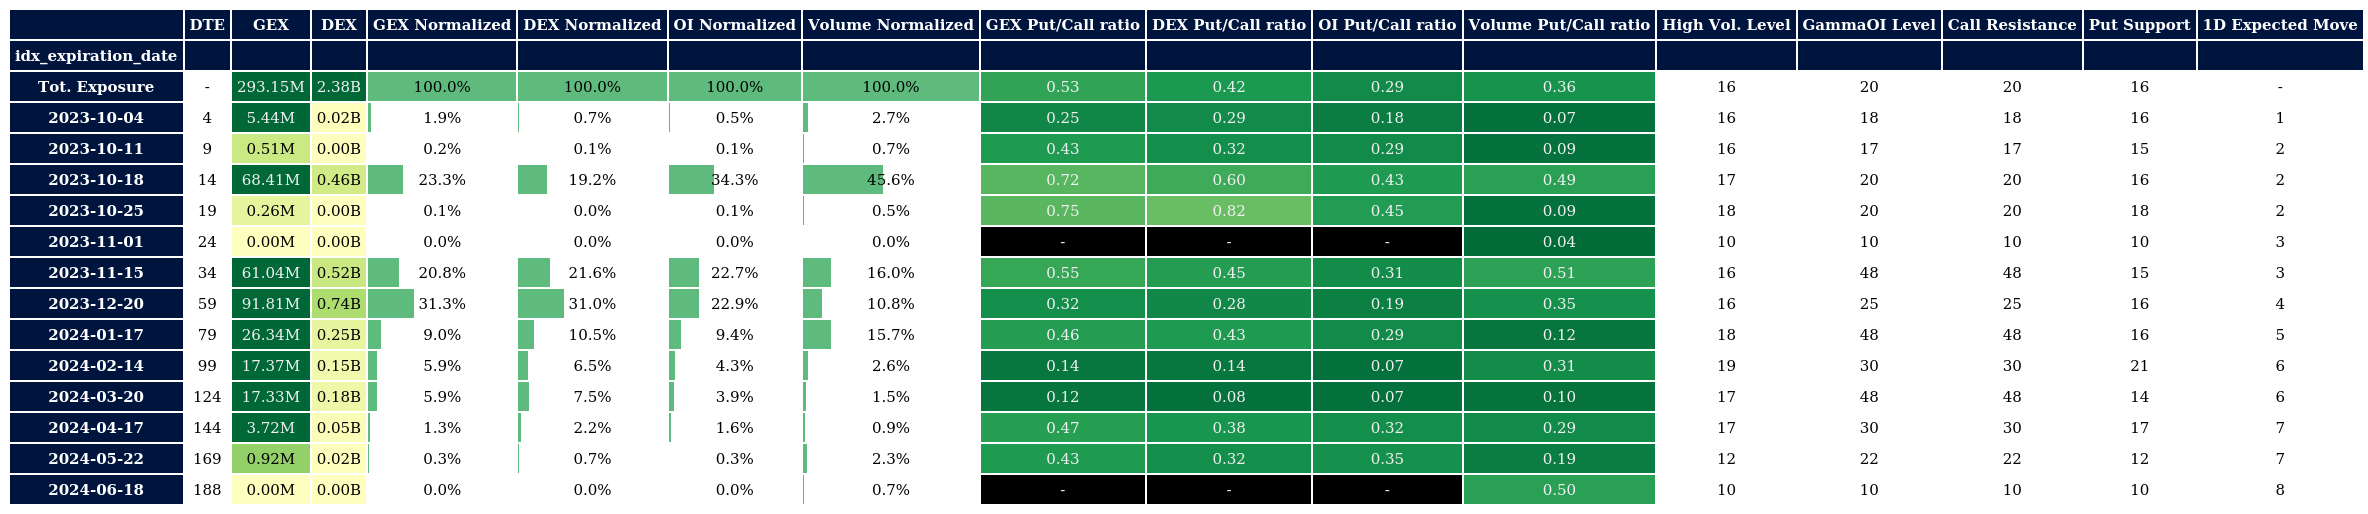 DTE GEX DEX GEX Normalized DEX Normalized OI Normalized Volume Normalized GEX Put/Call ratio DEX Put/Call ratio OI Put/Call ratio Volume Put/Call ratio High Vol. Level GammaOI Level Call Resistance Put Support 1D Expected Move
idx_expiration_date
Tot. Exposure - 293.15M 2.38B 100.0% 100.0% 100.0% 100.0% 0.53 0.42 0.29 0.36 16 20 20 16 -
2023-10-04 4 5.44M 0.02B 1.9% 0.7% 0.5% 2.7% 0.25 0.29 0.18 0.07 16 18 18 16 1
2023-10-11 9 0.51M 0.00B 0.2% 0.1% 0.1% 0.7% 0.43 0.32 0.29 0.09 16 17 17 15 2
2023-10-18 14 68.41M 0.46B 23.3% 19.2% 34.3% 45.6% 0.72 0.60 0.43 0.49 17 20 20 16 2
2023-10-25 19 0.26M 0.00B 0.1% 0.0% 0.1% 0.5% 0.75 0.82 0.45 0.09 18 20 20 18 2
2023-11-01 24 0.00M 0.00B 0.0% 0.0% 0.0% 0.0% - - - 0.04 10 10 10 10 3
2023-11-15 34 61.04M 0.52B 20.8% 21.6% 22.7% 16.0% 0.55 0.45 0.31 0.51 16 48 48 15 3
2023-12-20 59 91.81M 0.74B 31.3% 31.0% 22.9% 10.8% 0.32 0.28 0.19 0.35 16 25 25 16 4
2024-01-17 79 26.34M 0.25B 9.0% 10.5% 9.4% 15.7% 0.46 0.43 0.29 0.12 18 48 48 16 5
2024-02-14 99 17.37M 0.15B 5.9% 6.5% 4.3% 2.6% 0.14 0.14 0.07 0.31 19 30 30 21 6
2024-03-20 124 17.33M 0.18B 5.9% 7.5% 3.9% 1.5% 0.12 0.08 0.07 0.10 17 48 48 14 6
2024-04-17 144 3.72M 0.05B 1.3% 2.2% 1.6% 0.9% 0.47 0.38 0.32 0.29 17 30 30 17 7
2024-05-22 169 0.92M 0.02B 0.3% 0.7% 0.3% 2.3% 0.43 0.32 0.35 0.19 12 22 22 12 7
2024-06-18 188 0.00M 0.00B 0.0% 0.0% 0.0% 0.7% - - - 0.50 10 10 10 10 8